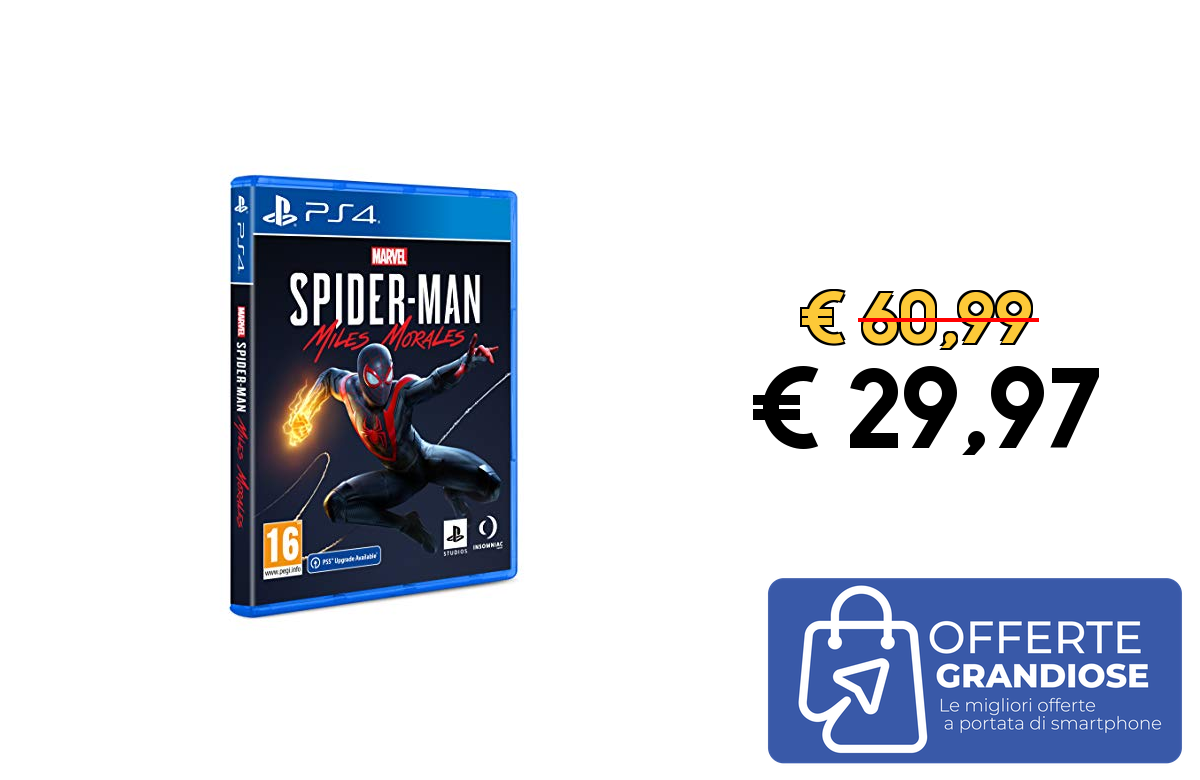 PS4
PS4
MARVEL
SPIDER-MAN
MILES MORALES
MARVEL SPIDER-MAN MILES MORALES
16
www.pegi.info
PS5™ Upgrade Available
STUDIOS
INSOMNIAC
€ 60,99
€ 29,97
OFFERTE
GRANDIOSE
Le migliori offerte
a portata di smartphone